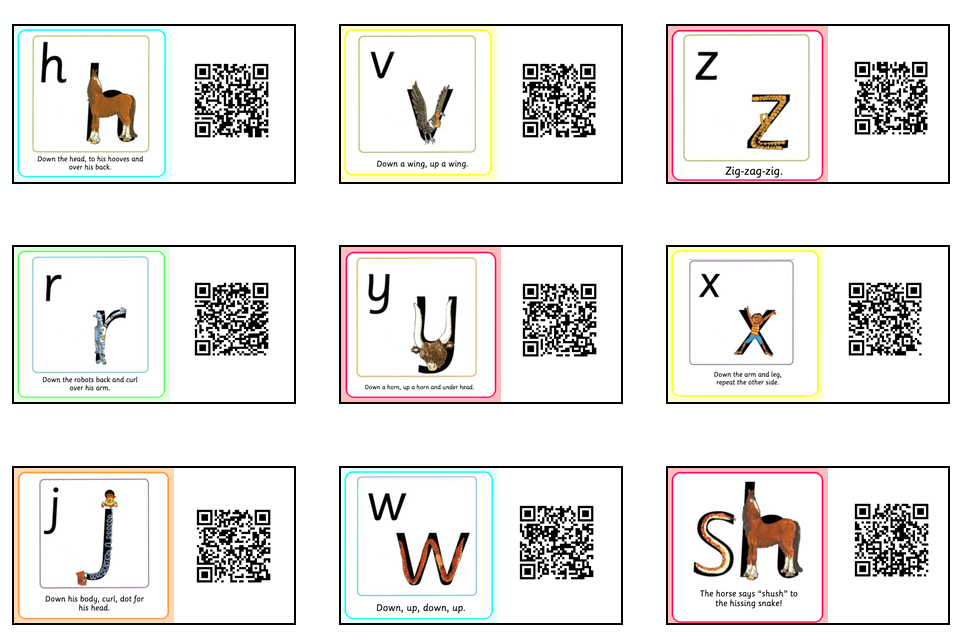 h
Down the head, to his hooves and
over his back.
v
Down a wing, up a wing.
z
Zig-zag-zig.
r
Down the robots back and curl
over his arm.
y
Down a horn, up a horn and under head.
x
Down the arm and leg,
repeat the other side.
j
Down his body, curl, dot for
his head.
w
Down, up, down, up.
sh
The horse says “shush” to
the hissing snake!